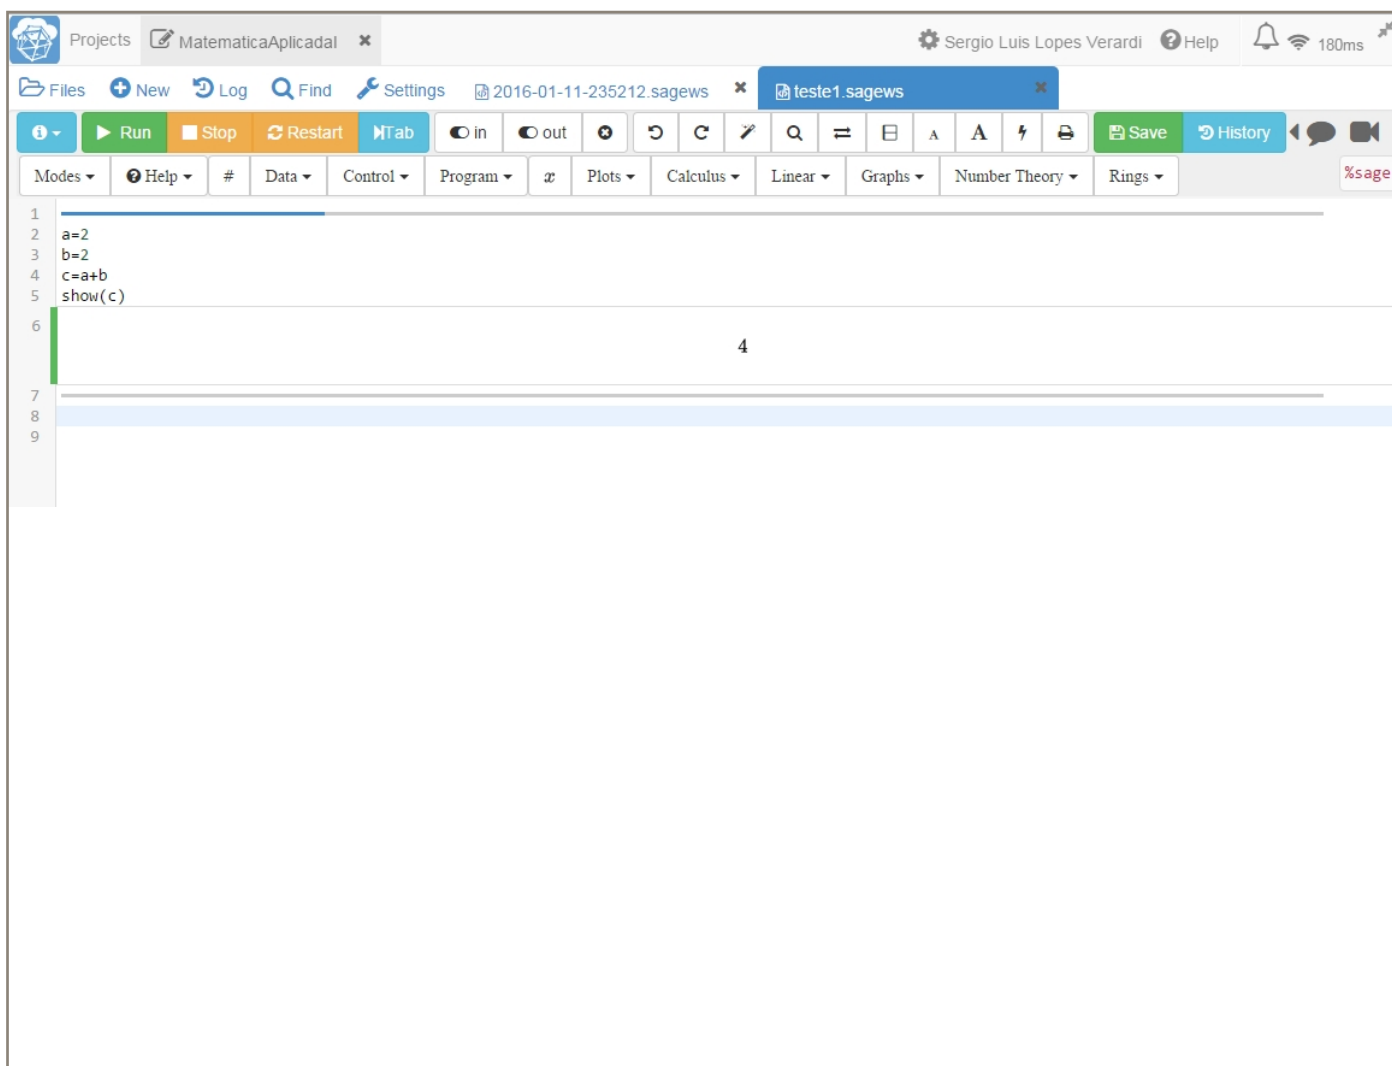 Projects MatematicaAplicadaI Sergio Luis Lopes Verardi Help 180ms
Files New Log Find Settings 2016-01-11-235212.sagews teste1.sagews
Run Stop Restart Tab in out A A Save History
Modes Help # Data Control Program x Plots Calculus Linear Graphs Number Theory Rings %sage
1
2 a=2
3 b=2
4 c=a+b
5 show(c)
6 4
7
8
9